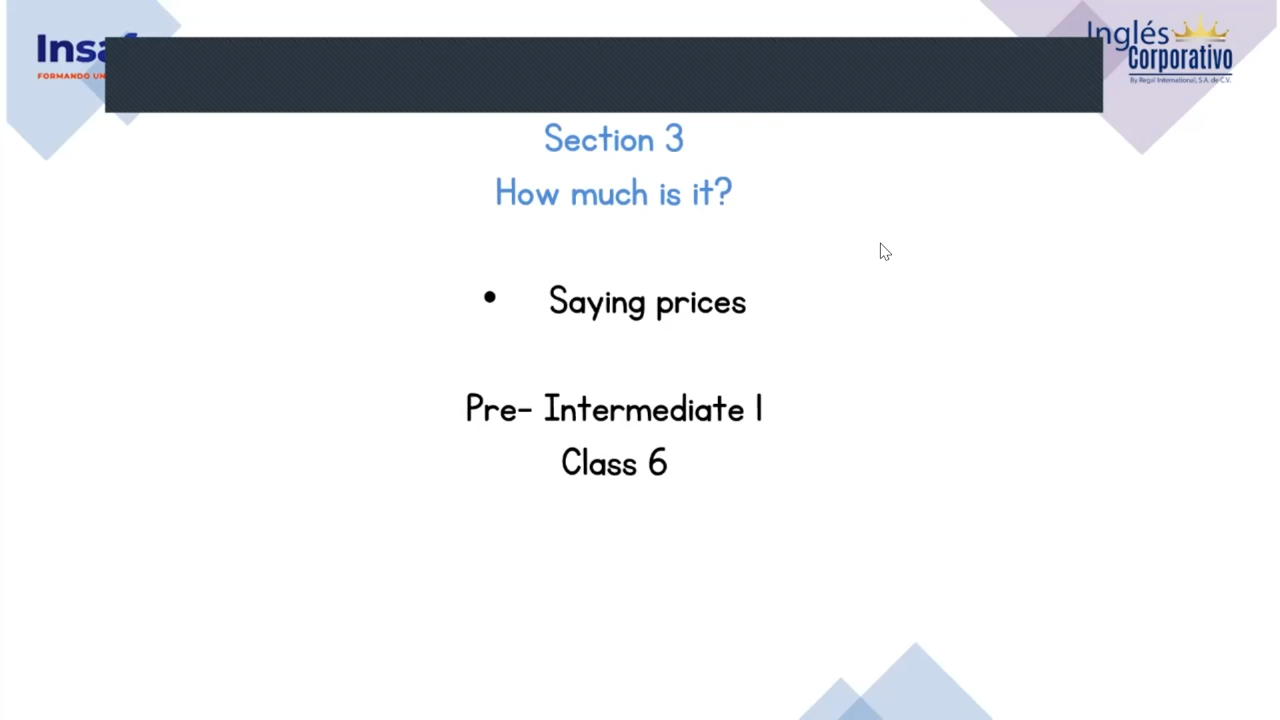 Inglés
Corporativo
By Regal International, S.A. de C.V.
FORMANDO UN
Section 3
How much is it?
• Saying prices
Pre- Intermediate 1
Class 6